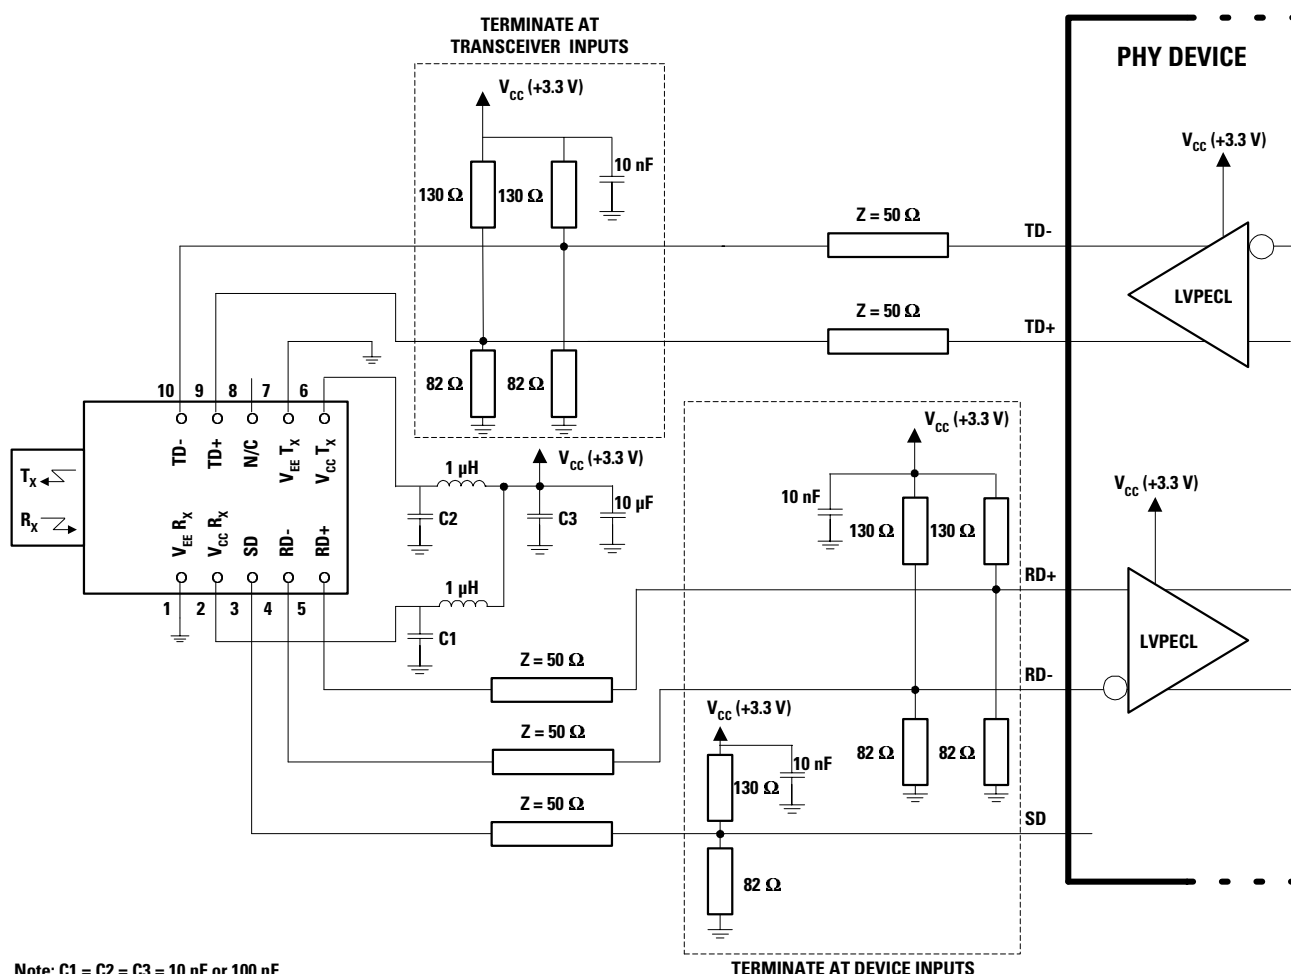 TERMINATE AT
TRANSCEIVER INPUTS
PHY DEVICE
VCC (+3.3 V)
VCC (+3.3 V)
10 nF
130 Ω
130 Ω
Z = 50 Ω
TD-
LVPECL
Z = 50 Ω
TD+
82 Ω
82 Ω
10
9
8
7
6
TD-
TD+
N/C
VEE TX
VCC TX
TX
RX
VEE RX
VCC RX
SD
RD-
RD+
1
2
3
4
5
1 µH
VCC (+3.3 V)
C2
C3
10 µF
1 µH
C1
VCC (+3.3 V)
10 nF
130 Ω
130 Ω
VCC (+3.3 V)
RD+
LVPECL
RD-
Z = 50 Ω
VCC (+3.3 V)
82 Ω
82 Ω
Z = 50 Ω
10 nF
130 Ω
Z = 50 Ω
SD
82 Ω
TERMINATE AT DEVICE INPUTS
Note: C1 = C2 = C3 = 10 nF or 100 nF